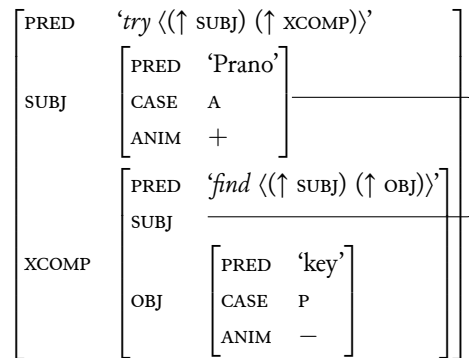 PRED ‘try ⟨(↑ SUBJ) (↑ XCOMP)⟩’
PRED ‘Prano’
SUBJ CASE A
ANIM +
PRED ‘find ⟨(↑ SUBJ) (↑ OBJ)⟩’
SUBJ
XCOMP PRED ‘key’
OBJ CASE P
ANIM −